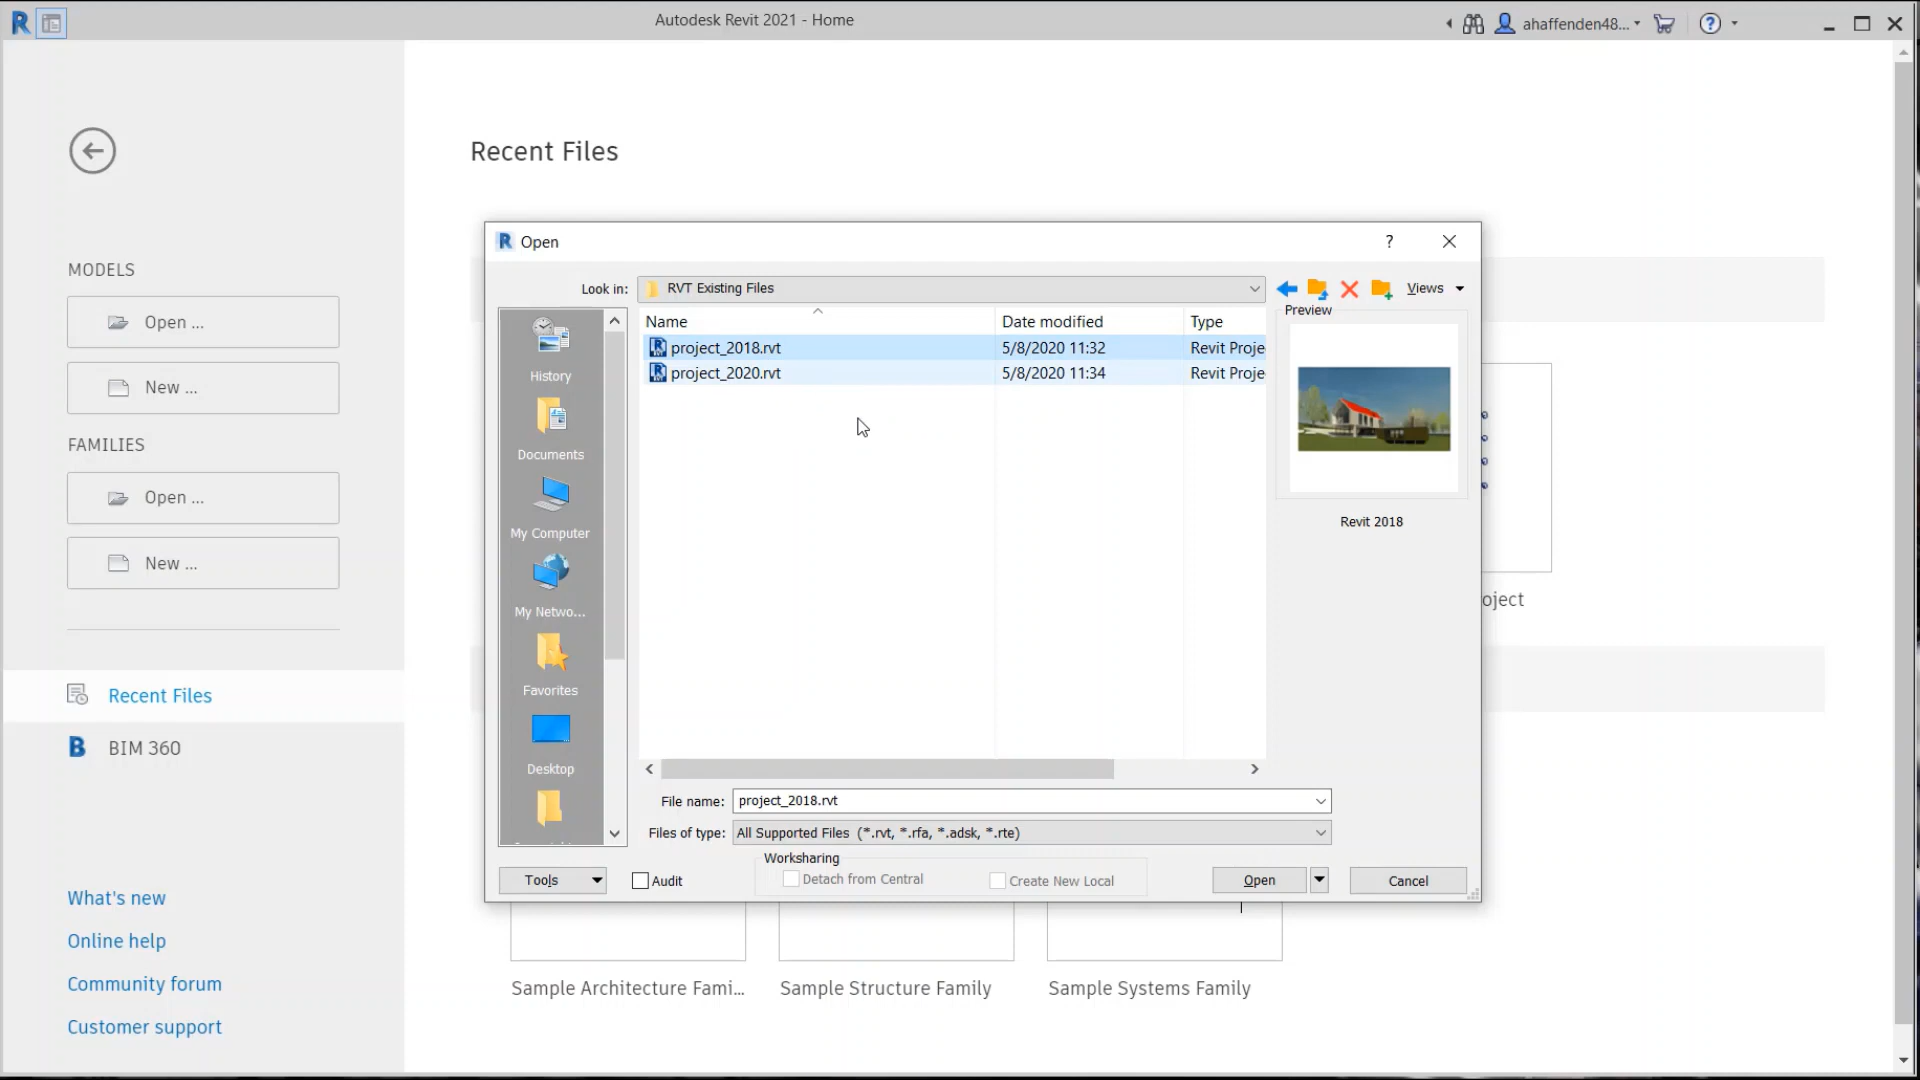 Autodesk Revit 2021 - Home
ahaffenden48...
Recent Files
MODELS
Open ...
New ...
FAMILIES
Open ...
New ...
Recent Files
BIM 360
What's new
Online help
Community forum
Customer support
Open
Look in:
RVT Existing Files
Views
History
Documents
My Computer
My Netwo...
Favorites
Desktop
Name
Date modified
Type
project_2018.rvt
5/8/2020 11:32
Revit Proje
project_2020.rvt
5/8/2020 11:34
Revit Proje
Preview
Revit 2018
File name:
project_2018.rvt
Files of type:
All Supported Files (*.rvt, *.rfa, *.adsk, *.rte)
Tools
Audit
Worksharing
Detach from Central
Create New Local
Open
Cancel
oject
Sample Architecture Fami...
Sample Structure Family
Sample Systems Family